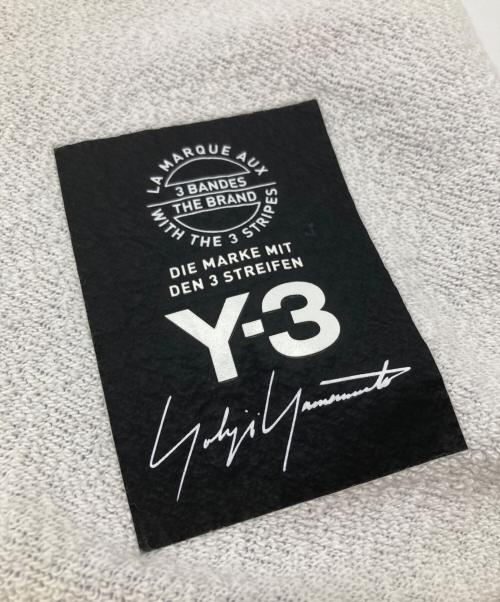 LA MARQUE AUX
3 BANDES
THE BRAND
WITH THE 3 STRIPES
DIE MARKE MIT
DEN 3 STREIFEN
Y-3
Yohji Yamamoto